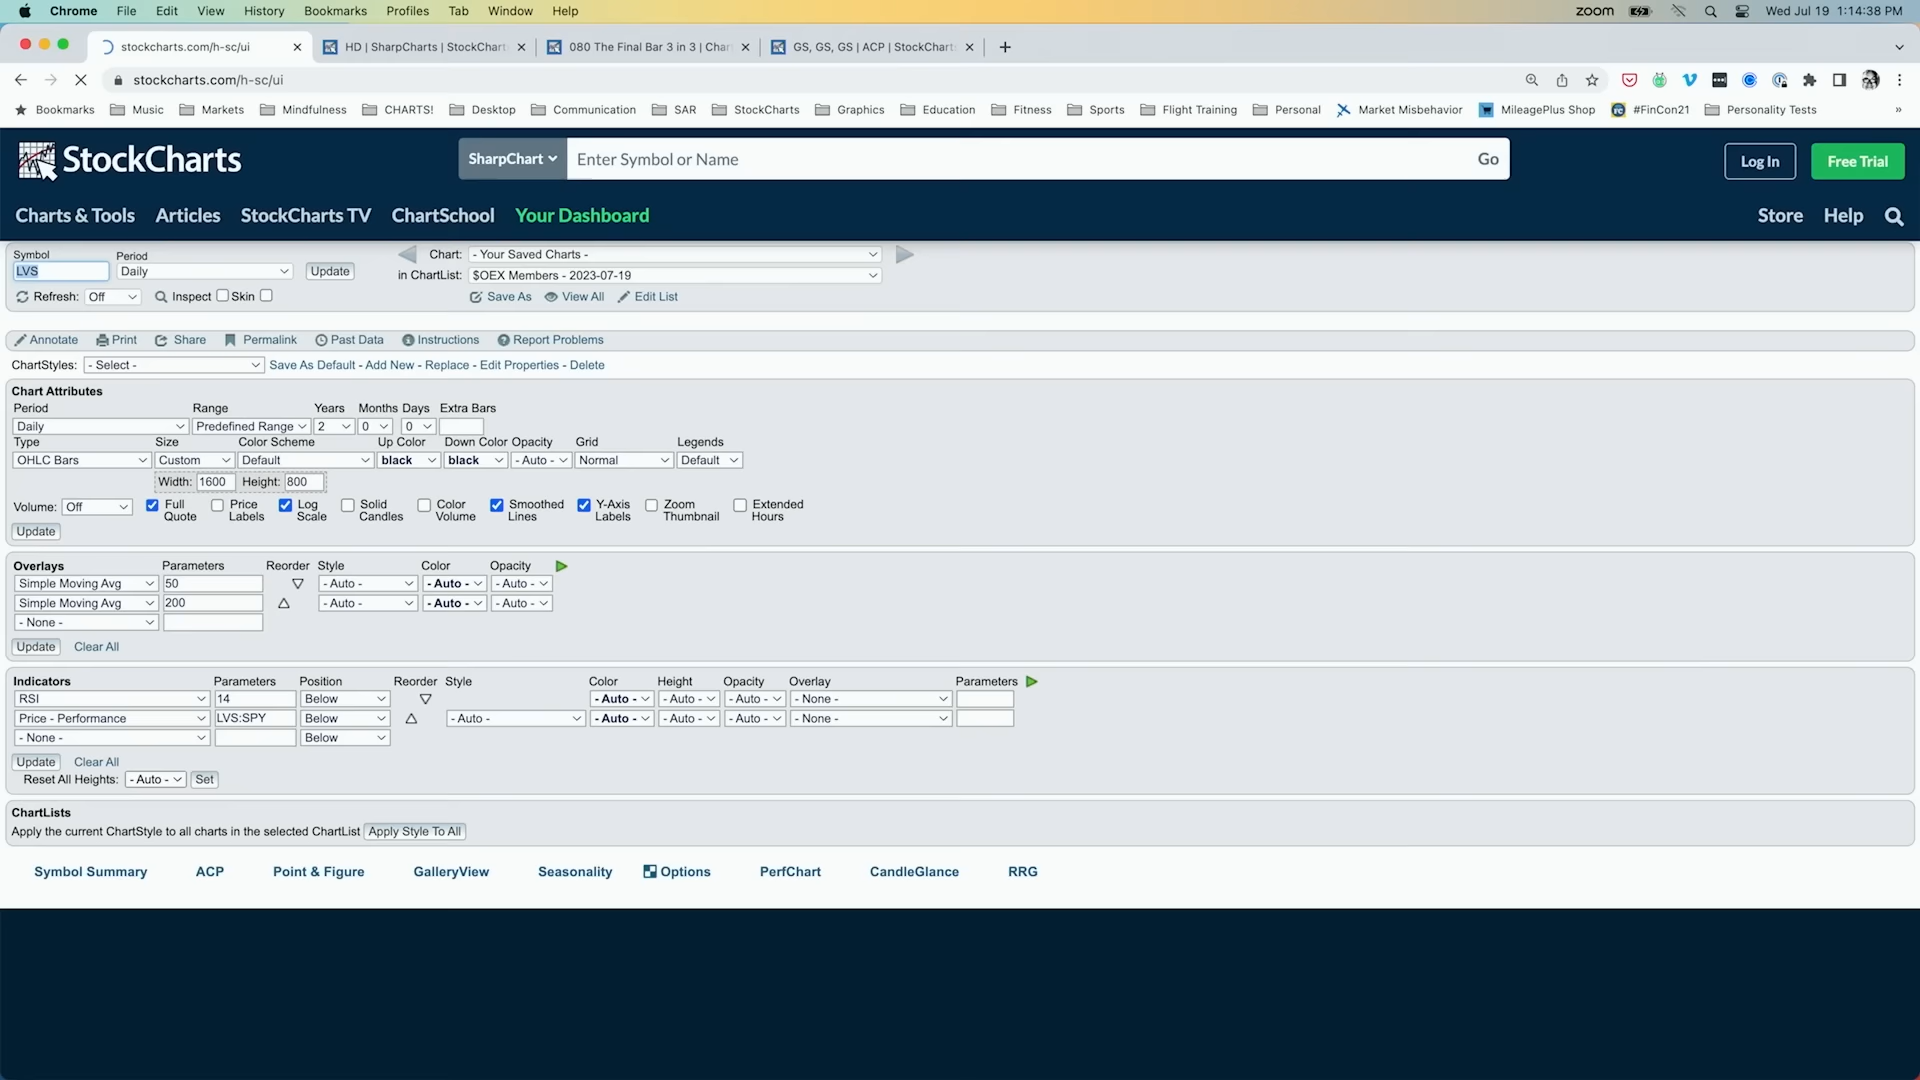 Chrome File Edit View History Bookmarks Profiles Tab Window Help zoom Wed Jul 19 1:14:38 PM
stockcharts.com/h-sc/ui HD | SharpCharts | StockChart 080 The Final Bar 3 in 3 | Char GS, GS, GS | ACP | StockChart
stockcharts.com/h-sc/ui
Bookmarks Music Markets Mindfulness CHARTS! Desktop Communication SAR StockCharts Graphics Education Fitness Sports Flight Training Personal Market Misbehavior MileagePlus Shop #FinCon21 Personality Tests »
StockCharts SharpChart Enter Symbol or Name Go Log In Free Trial
Charts & Tools Articles StockCharts TV ChartSchool Your Dashboard Store Help
Symbol Period Chart: - Your Saved Charts -
LVS Daily Update in ChartList: $OEX Members - 2023-07-19
Refresh: Off Inspect Skin Save As View All Edit List
Annotate Print Share Permalink Past Data Instructions Report Problems
ChartStyles: - Select - Save As Default - Add New - Replace - Edit Properties - Delete
Chart Attributes
Period Range Years Months Days Extra Bars
Daily Predefined Range 2 0 0
Type Size Color Scheme Up Color Down Color Opacity Grid Legends
OHLC Bars Custom Default black black - Auto - Normal Default
Width: 1600 Height: 800
Volume: Off Full Quote Price Labels Log Scale Solid Candles Color Volume Smoothed Lines Y-Axis Labels Zoom Thumbnail Extended Hours
Update
Overlays Parameters Reorder Style Color Opacity
Simple Moving Avg 50 - Auto - - Auto - - Auto -
Simple Moving Avg 200 - Auto - - Auto - - Auto -
- None -
Update Clear All
Indicators Parameters Position Reorder Style Color Height Opacity Overlay Parameters
RSI 14 Below - Auto - - Auto - - Auto - - None -
Price - Performance LVS:SPY Below - Auto - - Auto - - Auto - - Auto - - None -
- None - Below
Update Clear All
Reset All Heights: - Auto - Set
ChartLists
Apply the current ChartStyle to all charts in the selected ChartList Apply Style To All
Symbol Summary ACP Point & Figure GalleryView Seasonality Options PerfChart CandleGlance RRG